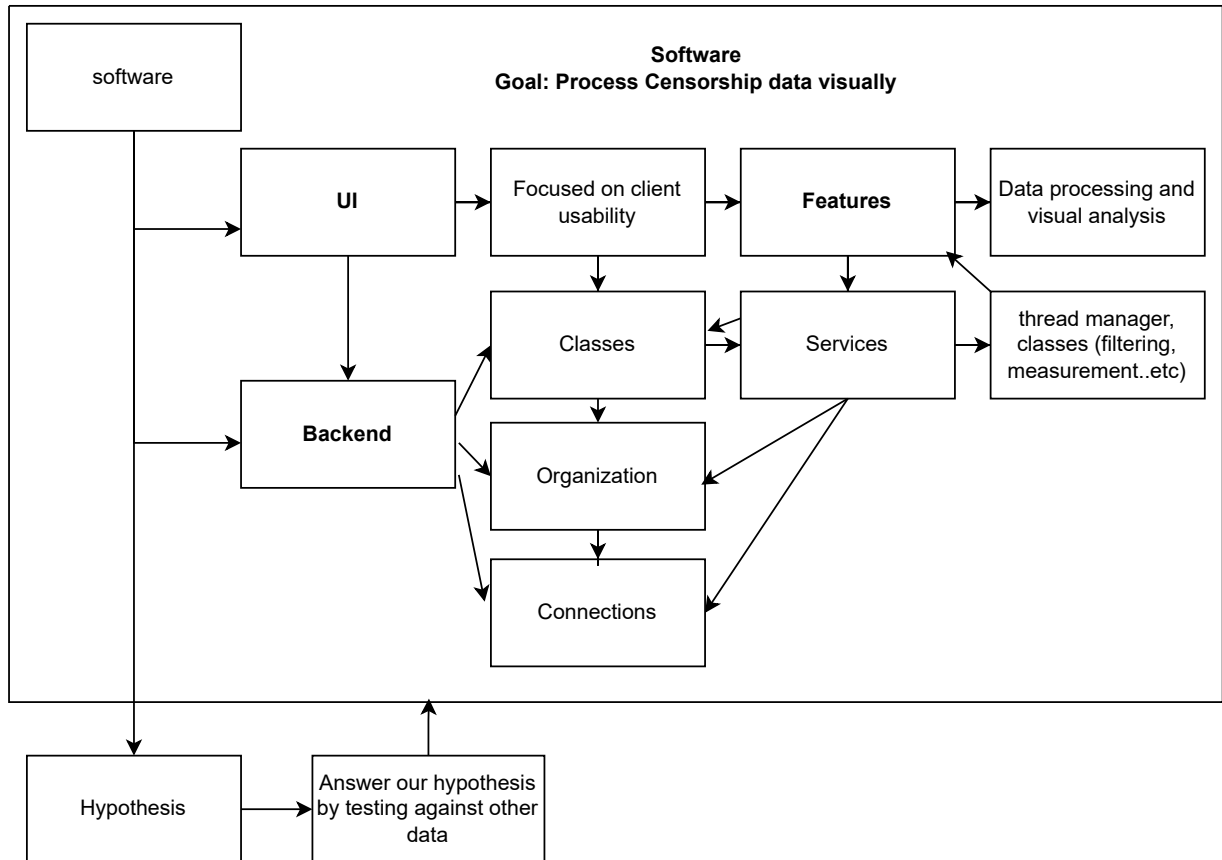 software
Software
Goal: Process Censorship data visually
UI
Focused on client
usability
Features
Data processing and
visual analysis
Classes
Services
thread manager,
classes (filtering,
measurement..etc)
Backend
Organization
Connections
Hypothesis
Answer our hypothesis
by testing against other
data